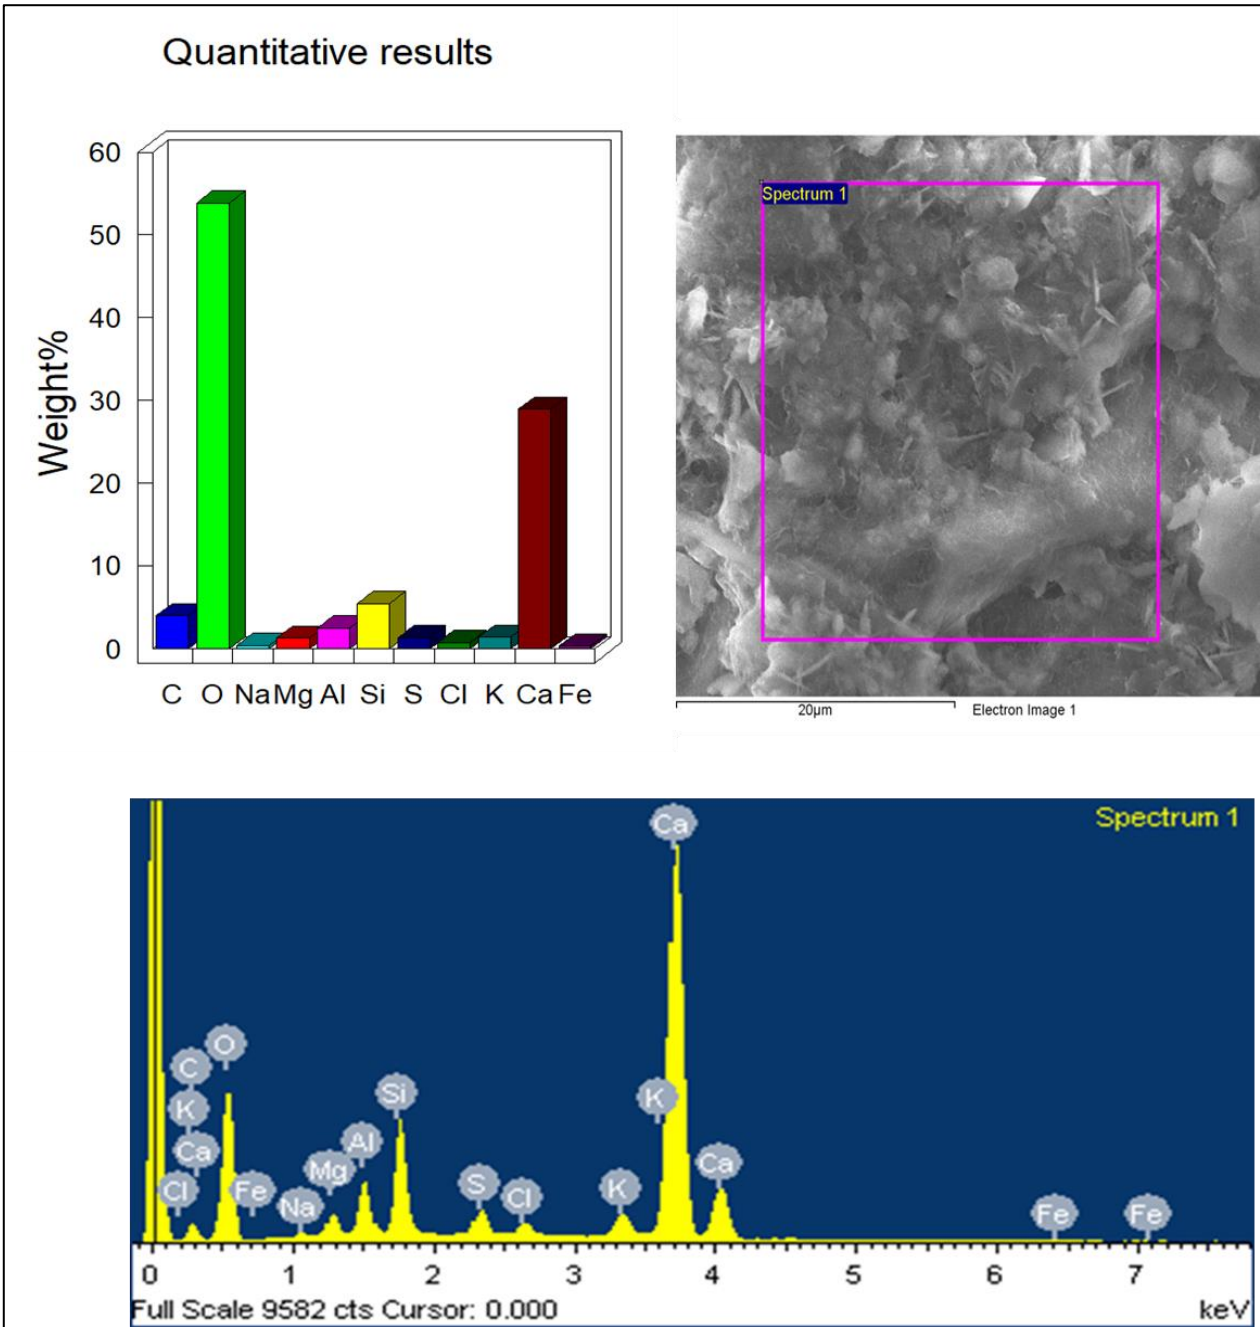 Quantitative results
Weight%
60
50
40
30
20
10
0
C O Na Mg Al Si S Cl K Ca Fe
Spectrum 1
20µm Electron Image 1
Spectrum 1
Ca
O
C
K
Ca
Cl
Fe
Na
Mg
Al
Si
S
Cl
K
K
Ca
Fe
Fe
0 1 2 3 4 5 6 7
Full Scale 9582 cts Cursor: 0.000 keV